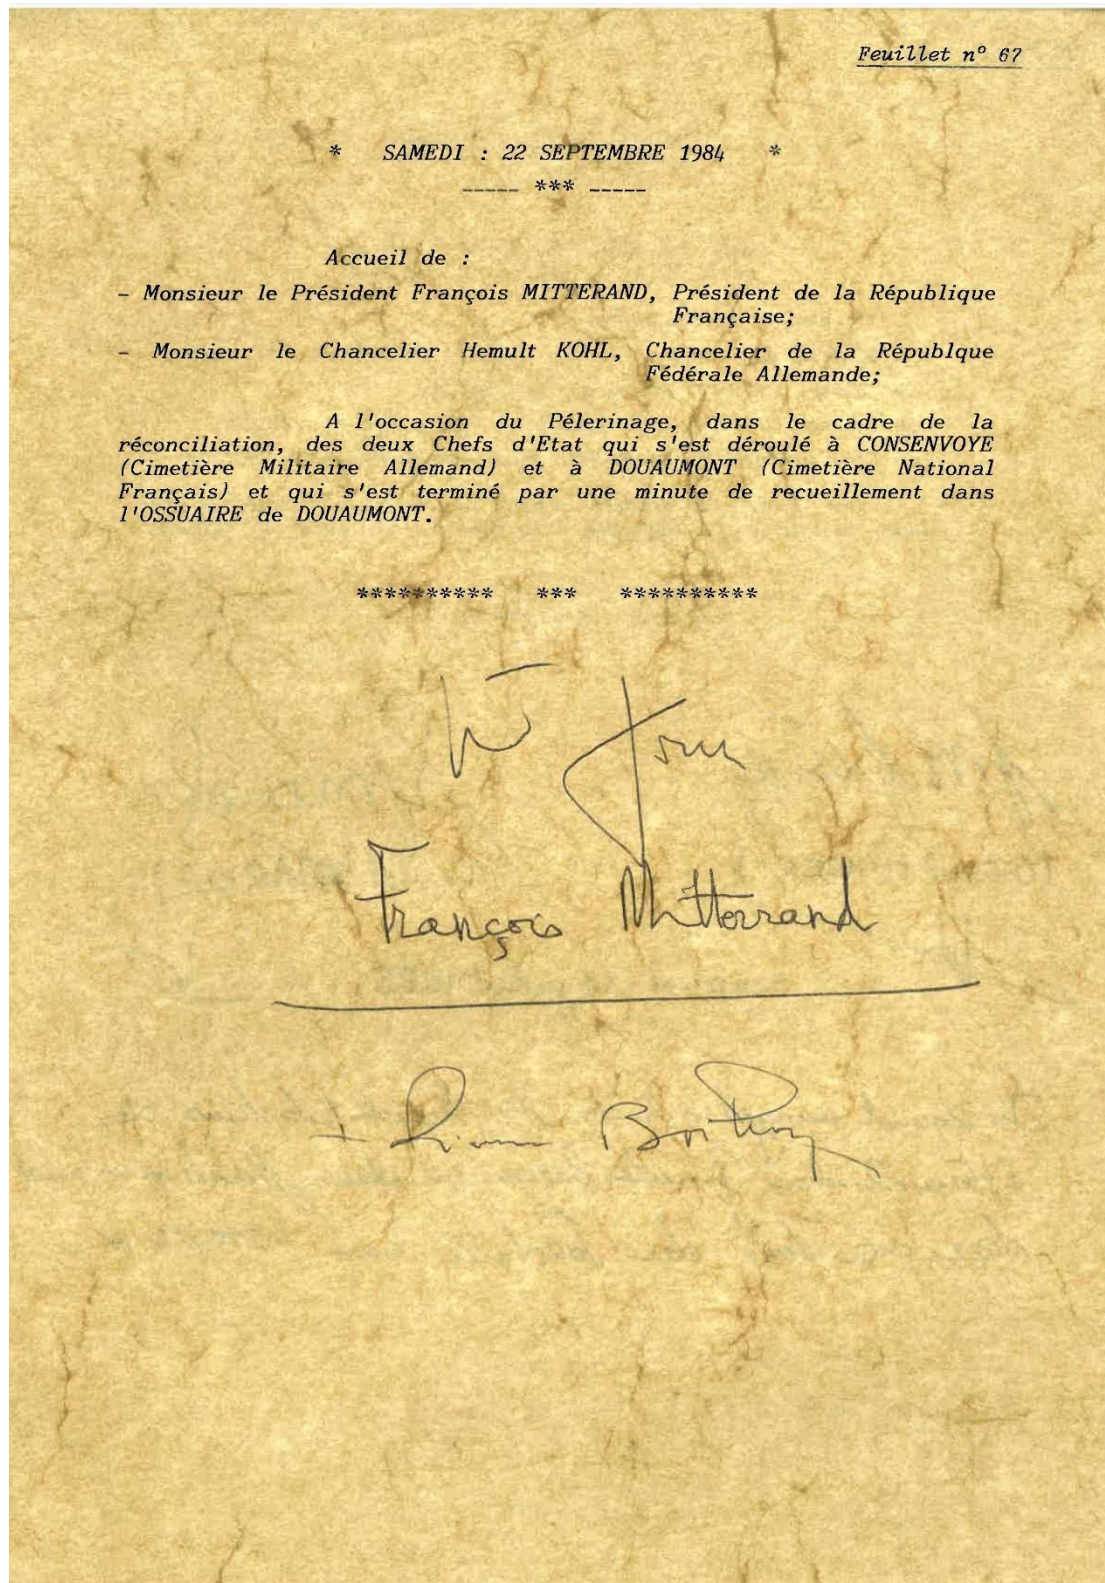 Feuillet n° 67
* SAMEDI : 22 SEPTEMBRE 1984 *
----- *** -----
Accueil de :
- Monsieur le Président François MITTERAND, Président de la République
Française;
- Monsieur le Chancelier Hemult KOHL, Chancelier de la Républque
Fédérale Allemande;
A l'occasion du Pélerinage, dans le cadre de la
réconciliation, des deux Chefs d'Etat qui s'est déroulé à CONSENVOYE
(Cimetière Militaire Allemand) et à DOUAUMONT (Cimetière National
Français) et qui s'est terminé par une minute de recueillement dans
l'OSSUAIRE de DOUAUMONT.
********** *** **********
François Mitterrand